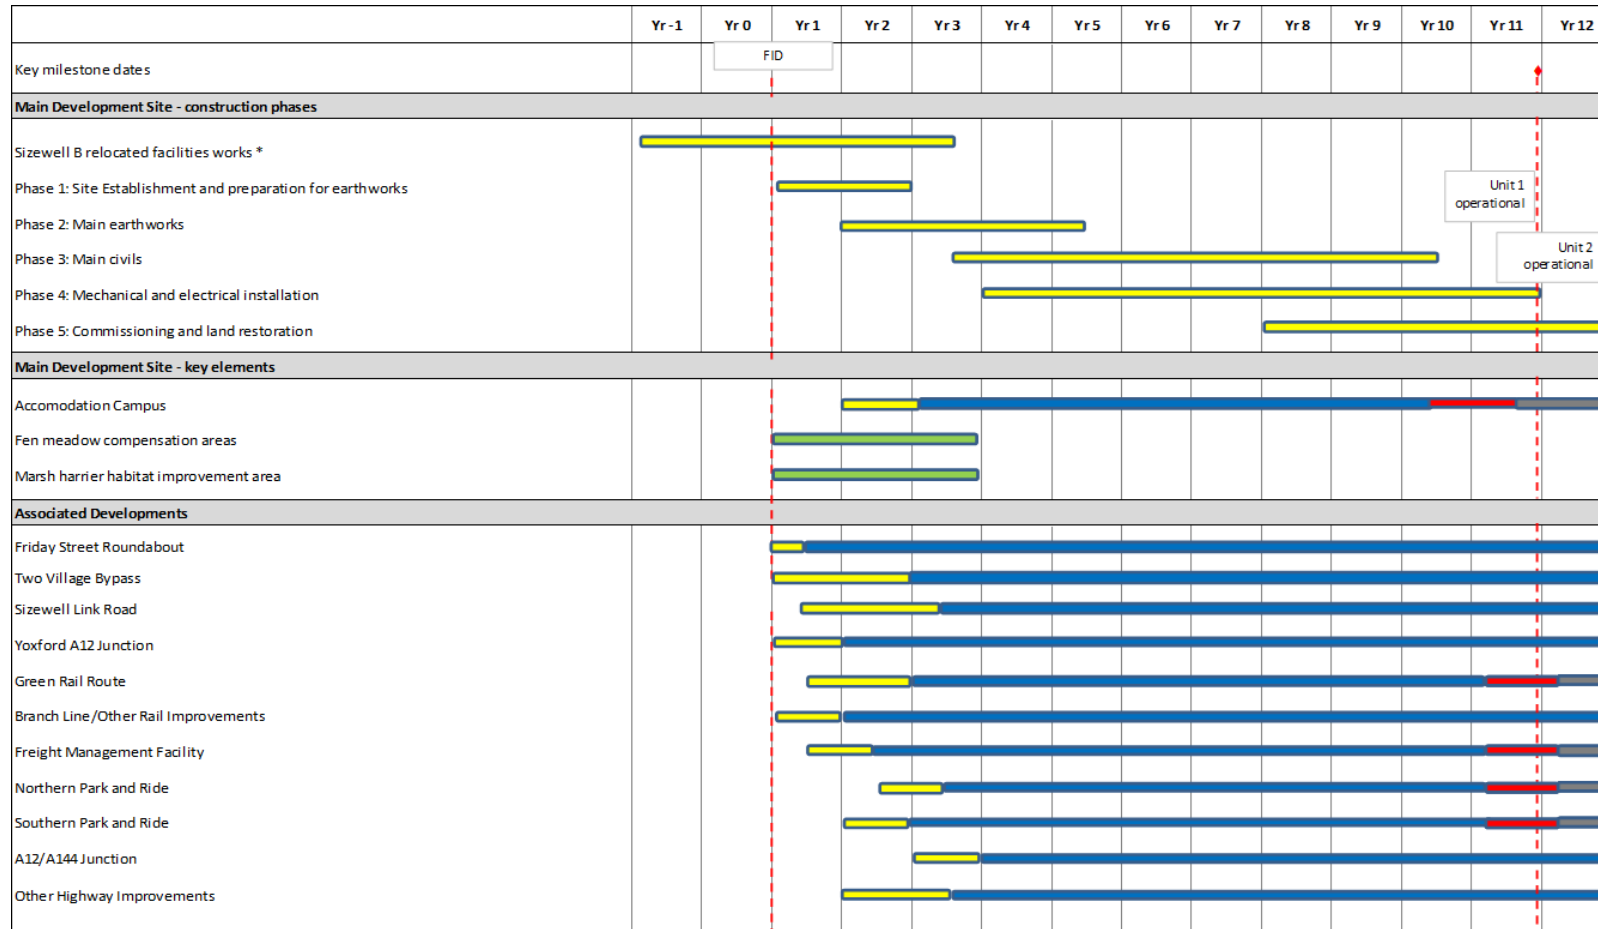 Yr -1 Yr 0 Yr 1 Yr 2 Yr 3 Yr 4 Yr 5 Yr 6 Yr 7 Yr 8 Yr 9 Yr 10 Yr 11 Yr 12
FID
Key milestone dates
Main Development Site - construction phases
Sizewell B relocated facilities works *
Phase 1: Site Establishment and preparation for earthworks
Unit 1
operational
Phase 2: Main earthworks
Unit 2
operational
Phase 3: Main civils
Phase 4: Mechanical and electrical installation
Phase 5: Commissioning and land restoration
Main Development Site - key elements
Accomodation Campus
Fen meadow compensation areas
Marsh harrier habitat improvement area
Associated Developments
Friday Street Roundabout
Two Village Bypass
Sizewell Link Road
Yoxford A12 Junction
Green Rail Route
Branch Line/Other Rail Improvements
Freight Management Facility
Northern Park and Ride
Southern Park and Ride
A12/A144 Junction
Other Highway Improvements